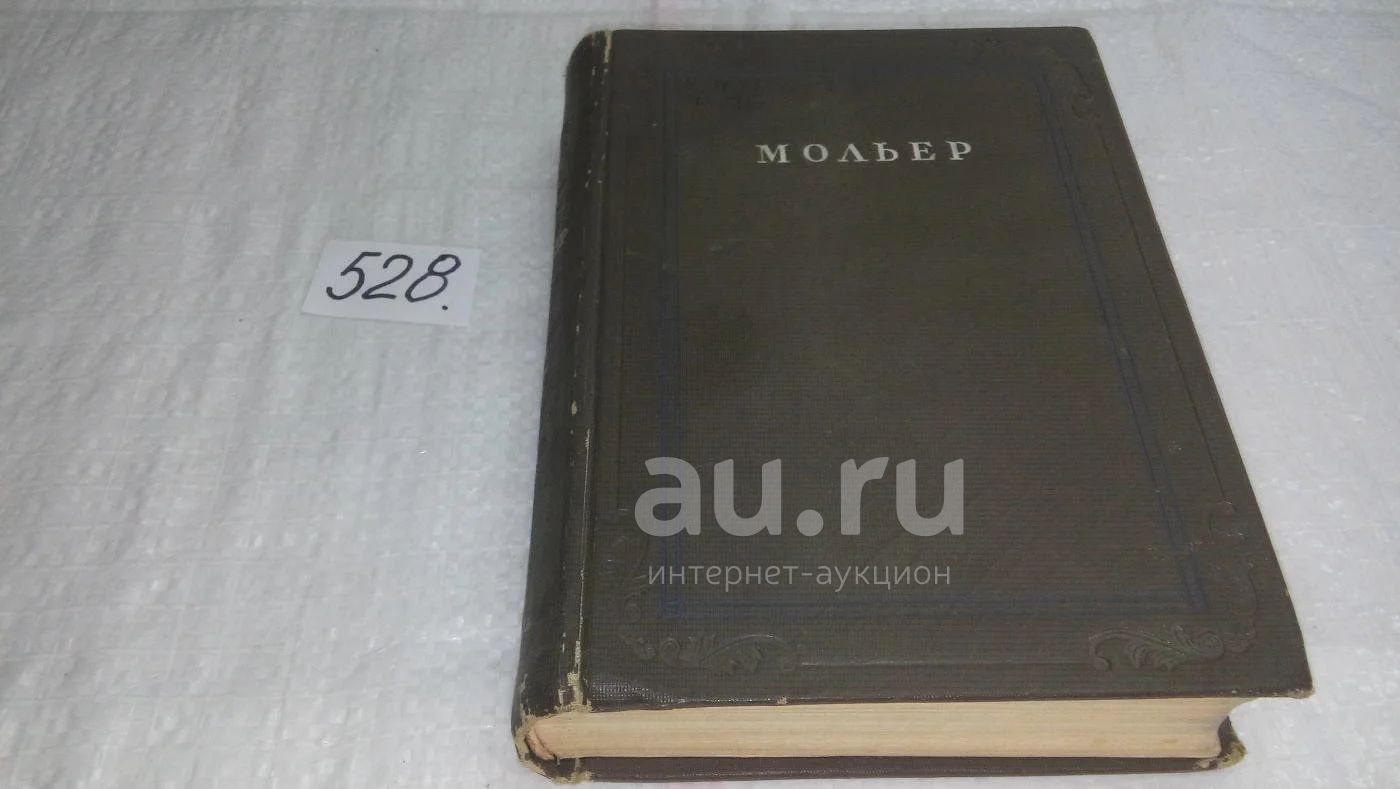 МОЛЬЕР
528.
au.ru
интернет-аукцион